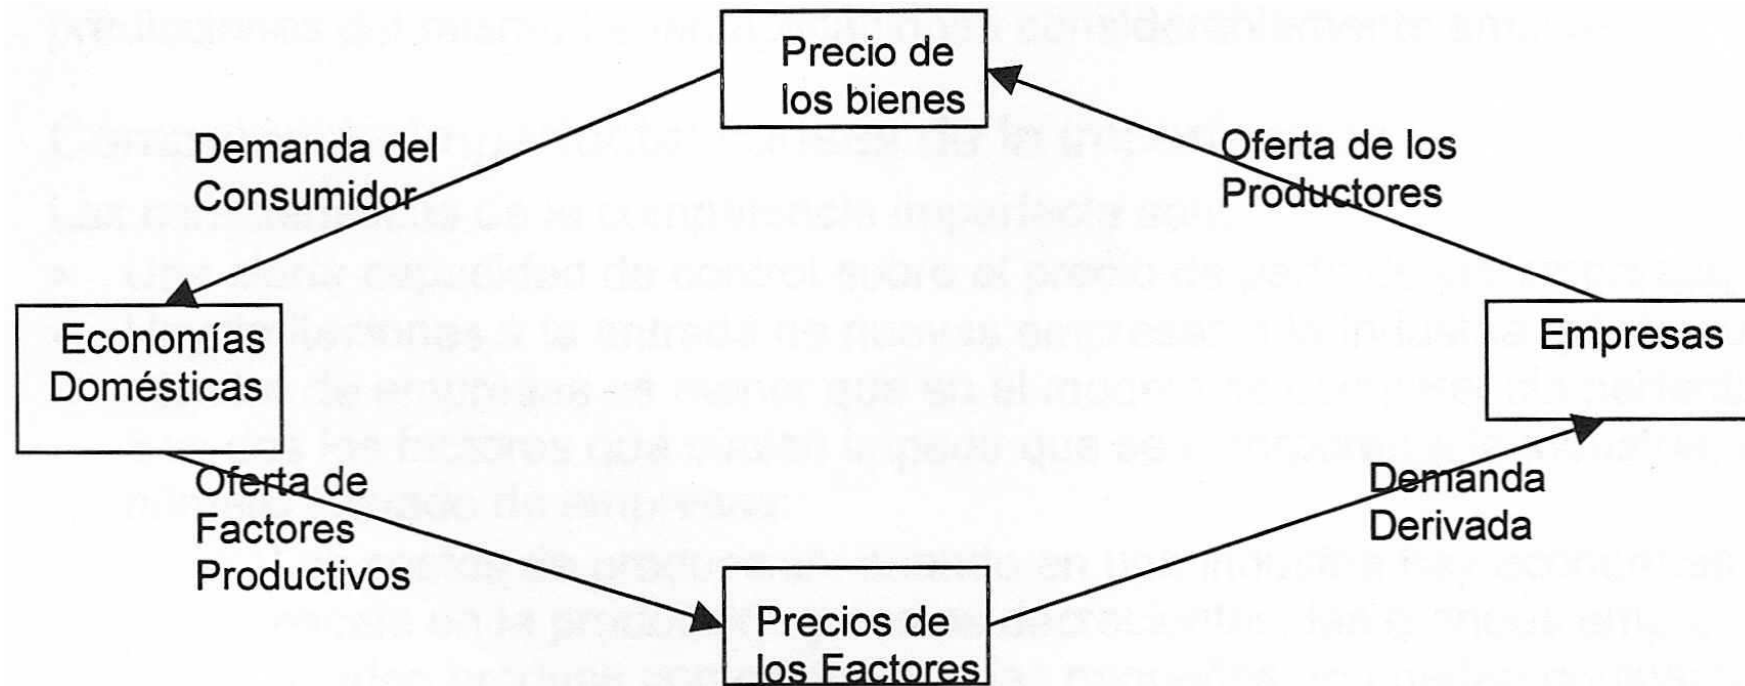 Precio de
los bienes
Demanda del
Consumidor
Oferta de los
Productores
Economías
Domésticas
Empresas
Oferta de
Factores
Productivos
Demanda
Derivada
Precios de
los Factores